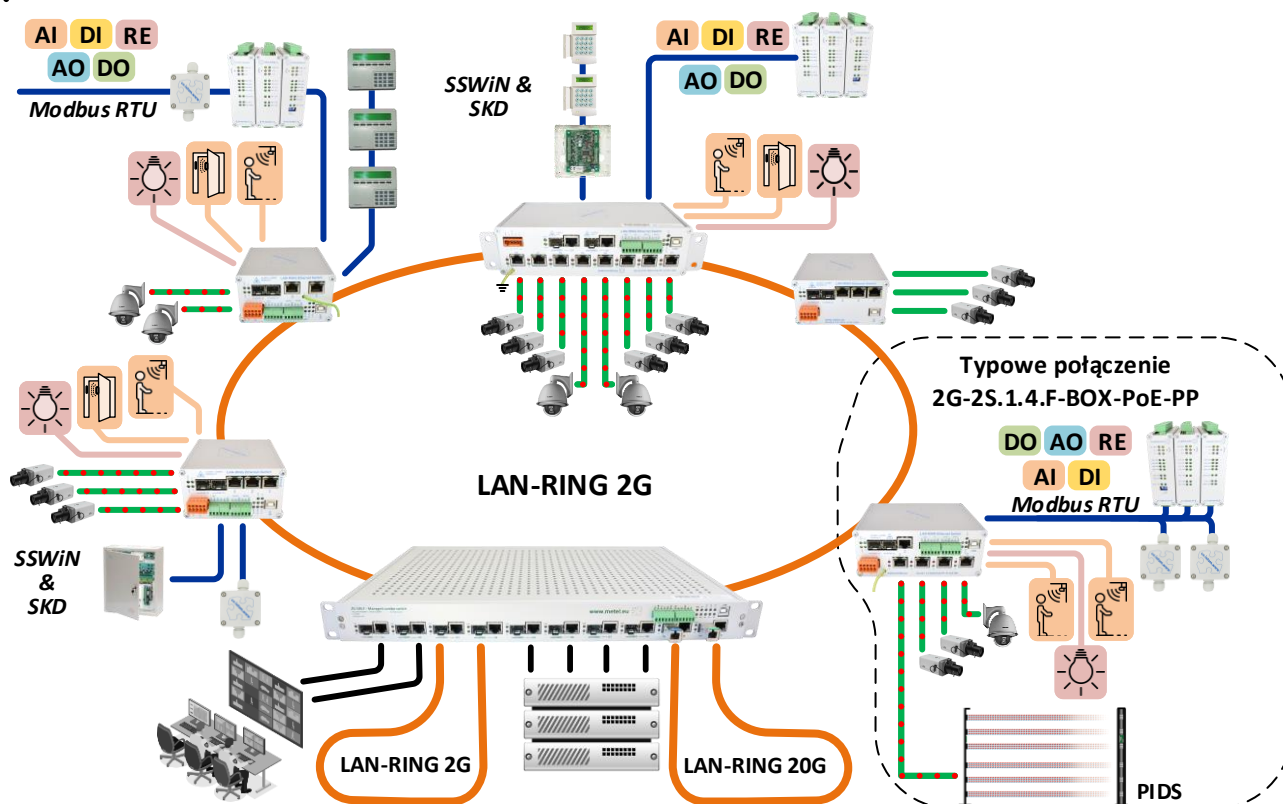 AI DI RE
AO DO
Modbus RTU
SSWiN &
SKD
AI DI RE
AO DO
Typowe połączenie
2G-2S.1.4.F-BOX-PoE-PP
DO AO RE
AI DI
Modbus RTU
LAN-RING 2G
SSWiN
&
SKD
www.metel.eu
LAN-RING 2G
LAN-RING 20G
PIDS